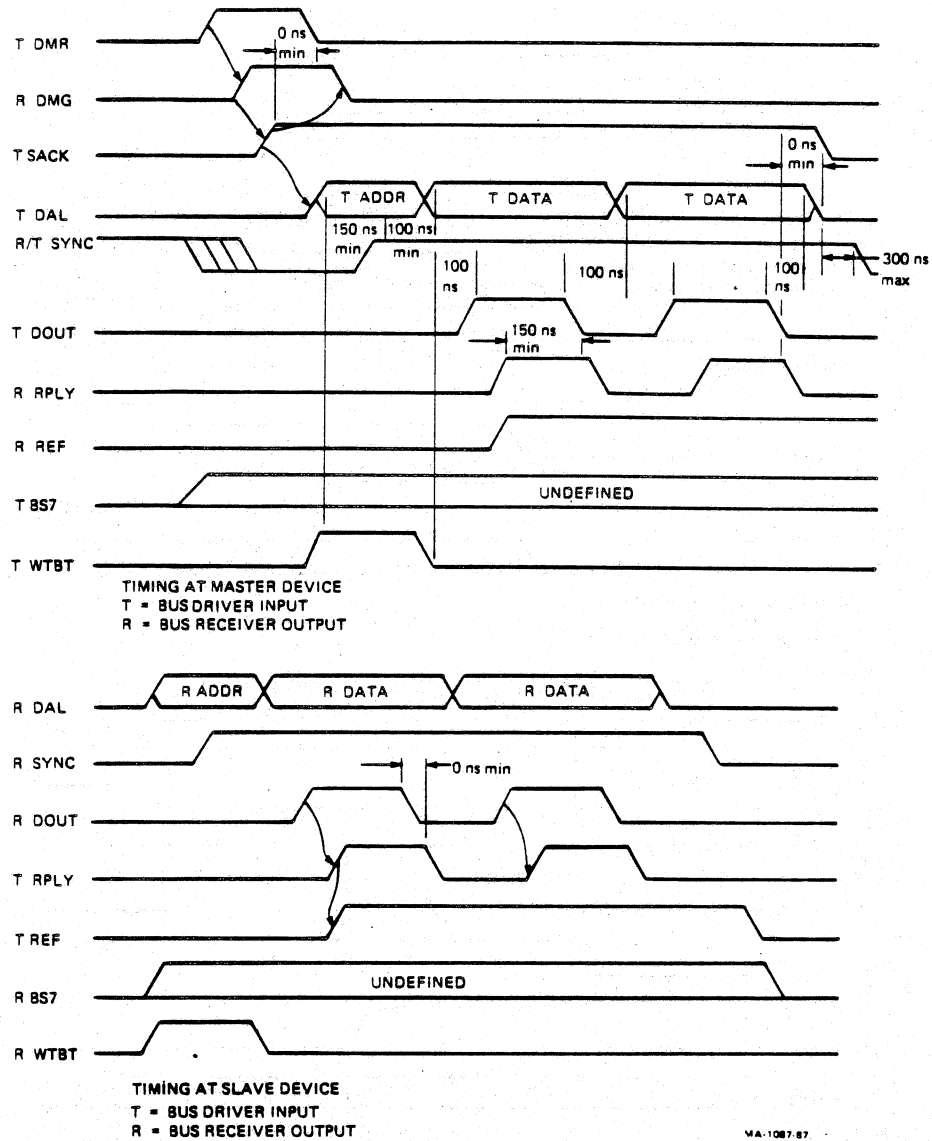 T DMR
0 ns
min
R DMG
T SACK
0 ns
min
T DAL
T ADDR
T DATA
T DATA
R/T SYNC
150 ns
min
100 ns
min
100
ns
100 ns
100
ns
300 ns
max
T DOUT
150 ns
min
R RPLY
R REF
T BS7
UNDEFINED
T WTBT
TIMING AT MASTER DEVICE
T = BUS DRIVER INPUT
R = BUS RECEIVER OUTPUT
R DAL
R ADDR
R DATA
R DATA
R SYNC
0 ns min
R DOUT
T RPLY
T REF
R BS7
UNDEFINED
R WTBT
TIMING AT SLAVE DEVICE
T = BUS DRIVER INPUT
R = BUS RECEIVER OUTPUT
MA-1087-87